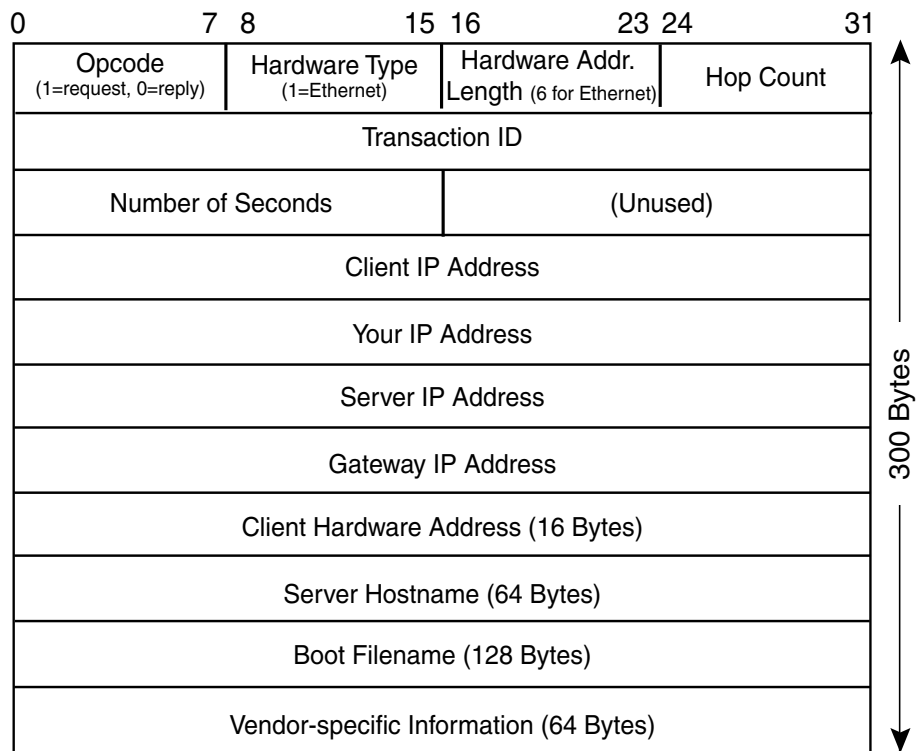 0 7 8 15 16 23 24 31
Opcode
(1=request, 0=reply)
Hardware Type
(1=Ethernet)
Hardware Addr.
Length (6 for Ethernet)
Hop Count
Transaction ID
Number of Seconds
(Unused)
Client IP Address
Your IP Address
Server IP Address
Gateway IP Address
Client Hardware Address (16 Bytes)
Server Hostname (64 Bytes)
Boot Filename (128 Bytes)
Vendor-specific Information (64 Bytes)
300 Bytes